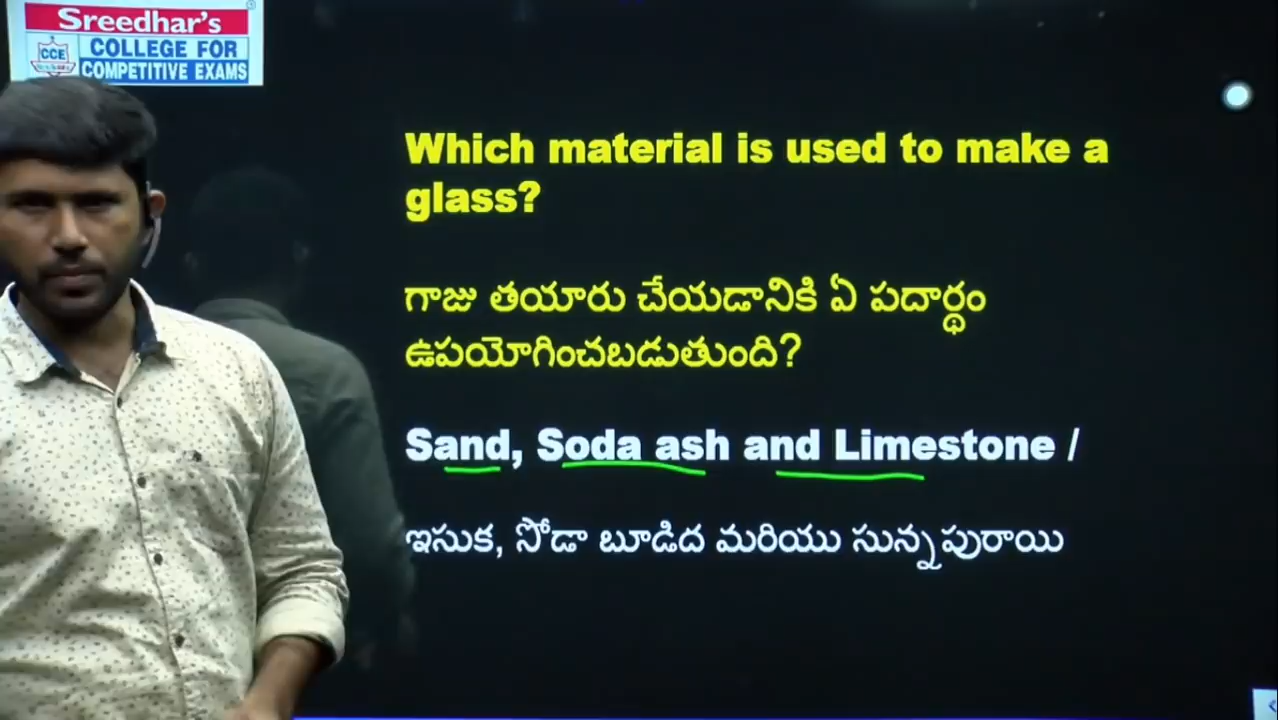 Sreedhar's
CCE
COLLEGE FOR
COMPETITIVE EXAMS
Which material is used to make a
glass?
గాజు తయారు చేయడానికి ఏ పదార్థం
ఉపయోగించబడుతుంది?
Sand, Soda ash and Limestone /
ఇసుక, సోడా బూడిద మరియు సున్నపురాయి